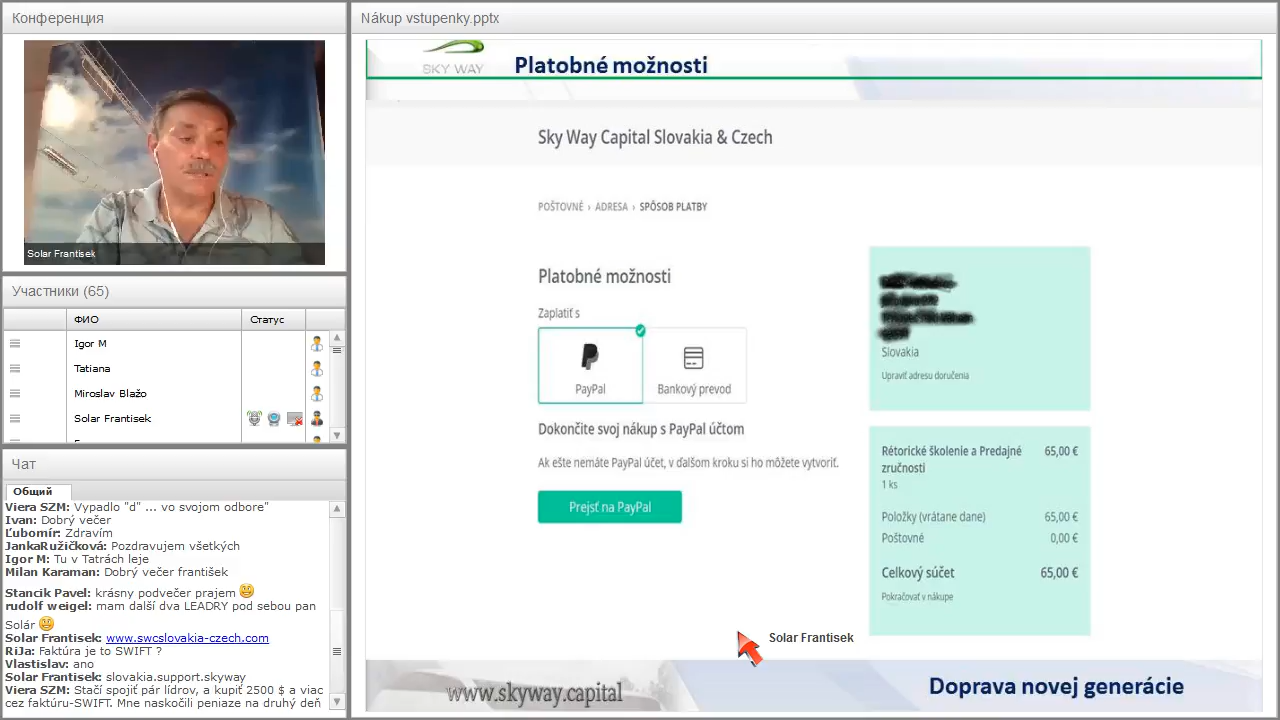 Конференция
Solar Frantisek
Участники (65)
ФИО
Статус
Igor M
Tatiana
Miroslav Blažo
Solar Frantisek
Чат
Общий
Viera SZM: Vypadlo "d" ... vo svojom odbore"
Ivan: Dobrý večer
Ľubomír: Zdravím
JankaRužičková: Pozdravujem všetkých
Igor M: Tu v Tatrách leje
Milan Karaman: Dobrý večer františek
Stancik Pavel: krásny podvečer prajem
rudolf weigel: mam další dva LEADRY pod sebou pan
Solár
Solar Frantisek: www.swcslovakia-czech.com
RiJa: Faktúra je to SWIFT ?
Vlastislav: ano
Solar Frantisek: slovakia.support.skyway
Viera SZM: Stačí spojiť pár lídrov, a kupiť 2500 $ a viac
cez faktúru-SWIFT. Mne naskočili peniaze na druhý deň
Nákup vstupenky.pptx
SKY WAY
Platobné možnosti
Sky Way Capital Slovakia & Czech
POŠTOVNÉ › ADRESA › SPÔSOB PLATBY
Platobné možnosti
Zaplatiť s
PayPal
Bankový prevod
Dokončite svoj nákup s PayPal účtom
Ak ešte nemáte PayPal účet, v ďalšom kroku si ho môžete vytvoriť.
Prejsť na PayPal
Slovakia
Upraviť adresu doručenia
Rétorické školenie a Predajné 65,00 €
zručnosti
1 ks
Položky (vrátane dane) 65,00 €
Poštovné 0,00 €
Celkový súčet 65,00 €
Pokračovať v nákupe
Solar Frantisek
www.skyway.capital
Doprava novej generácie